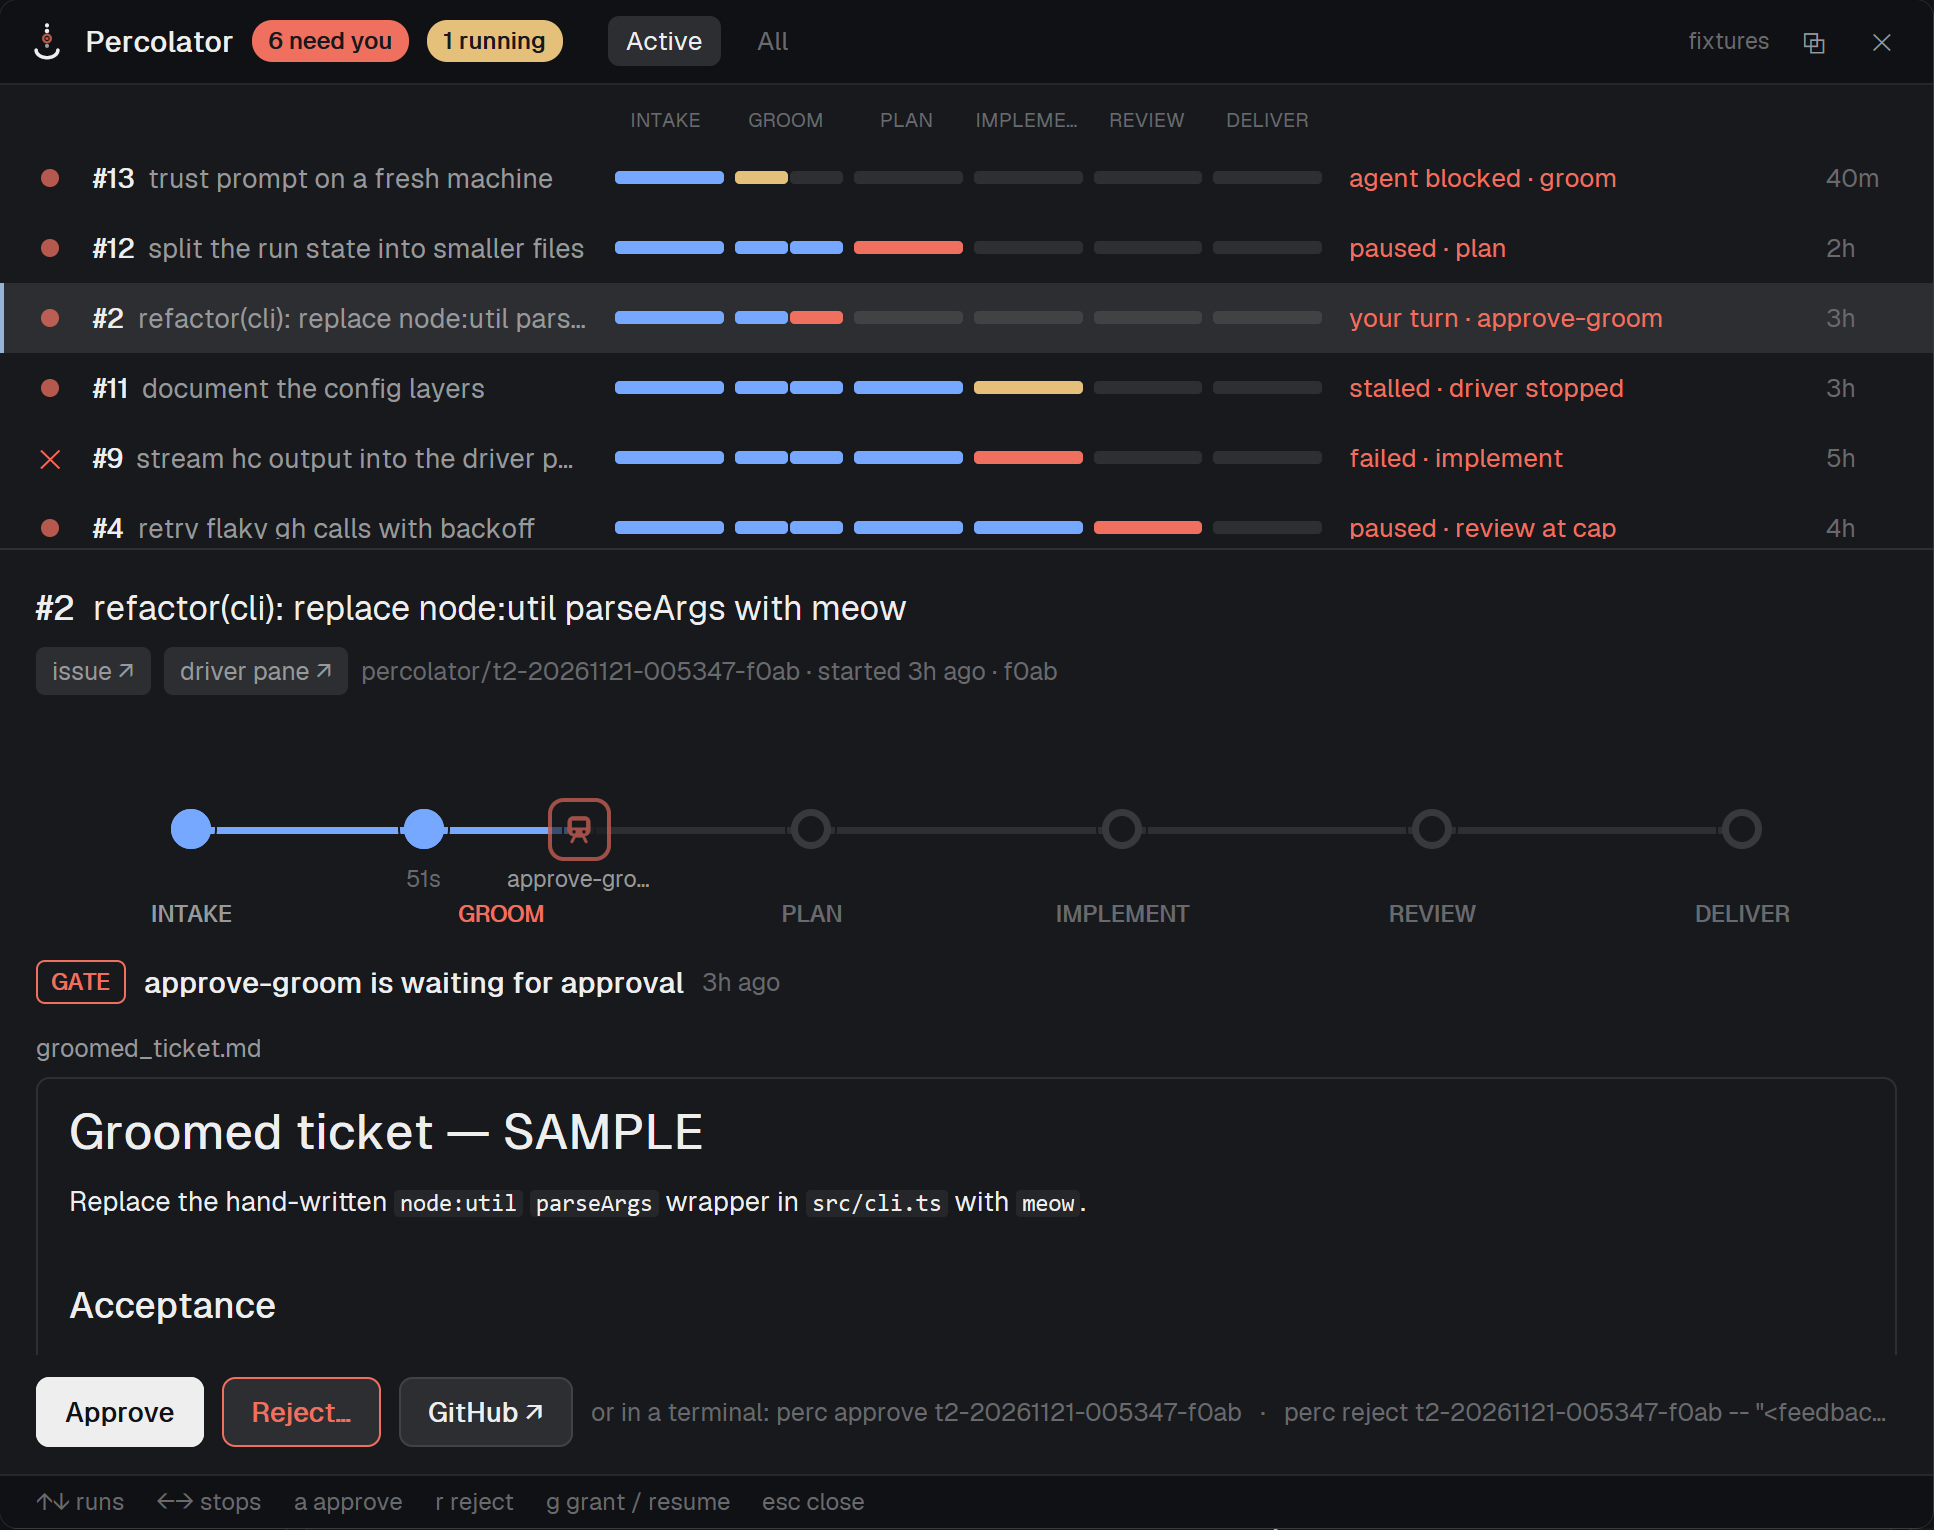 Percolator 6 need you 1 running Active All fixtures
INTAKE GROOM PLAN IMPLEME... REVIEW DELIVER
#13 trust prompt on a fresh machine agent blocked · groom 40m
#12 split the run state into smaller files paused · plan 2h
#2 refactor(cli): replace node:util pars... your turn · approve-groom 3h
#11 document the config layers stalled · driver stopped 3h
#9 stream hc output into the driver p... failed · implement 5h
#4 retry flaky gh calls with backoff paused · review at cap 4h
#2 refactor(cli): replace node:util parseArgs with meow
issue ↗ driver pane ↗ percolator/t2-20261121-005347-f0ab · started 3h ago · f0ab
51s approve-gro...
INTAKE GROOM PLAN IMPLEMENT REVIEW DELIVER
GATE approve-groom is waiting for approval 3h ago
groomed_ticket.md
Groomed ticket — SAMPLE
Replace the hand-written node:util parseArgs wrapper in src/cli.ts with meow.
Acceptance
Approve Reject... GitHub ↗ or in a terminal: perc approve t2-20261121-005347-f0ab · perc reject t2-20261121-005347-f0ab -- "<feedbac...
↑↓ runs ←→ stops a approve r reject g grant / resume esc close